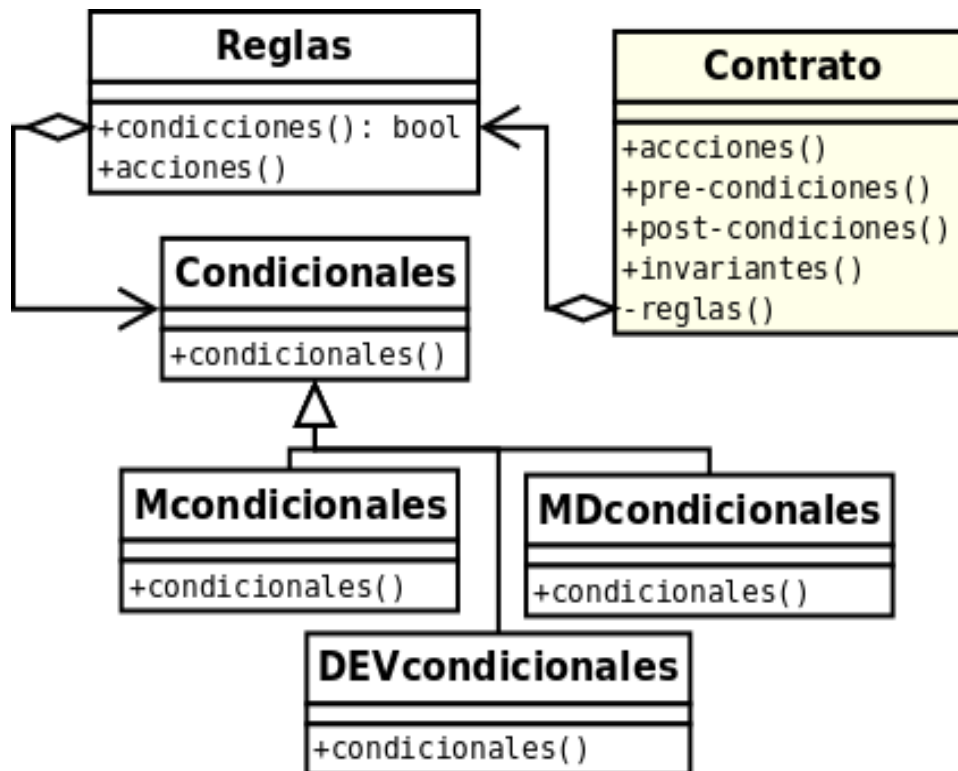 Reglas
+condicciones(): bool
+acciones()
Contrato
+accciones()
+pre-condiciones()
+post-condiciones()
+invariantes()
-reglas()
Condicionales
+condicionales()
Mcondicionales
+condicionales()
MDcondicionales
+condicionales()
DEVcondicionales
+condicionales()